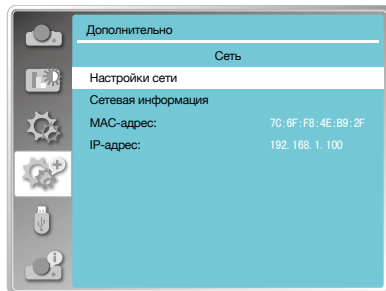 Дополнительно
Сеть
Настройки сети
Сетевая информация
MAC-адрес: 7C:6F:F8:4E:B9:2F
IP-адрес: 192. 168. 1. 100